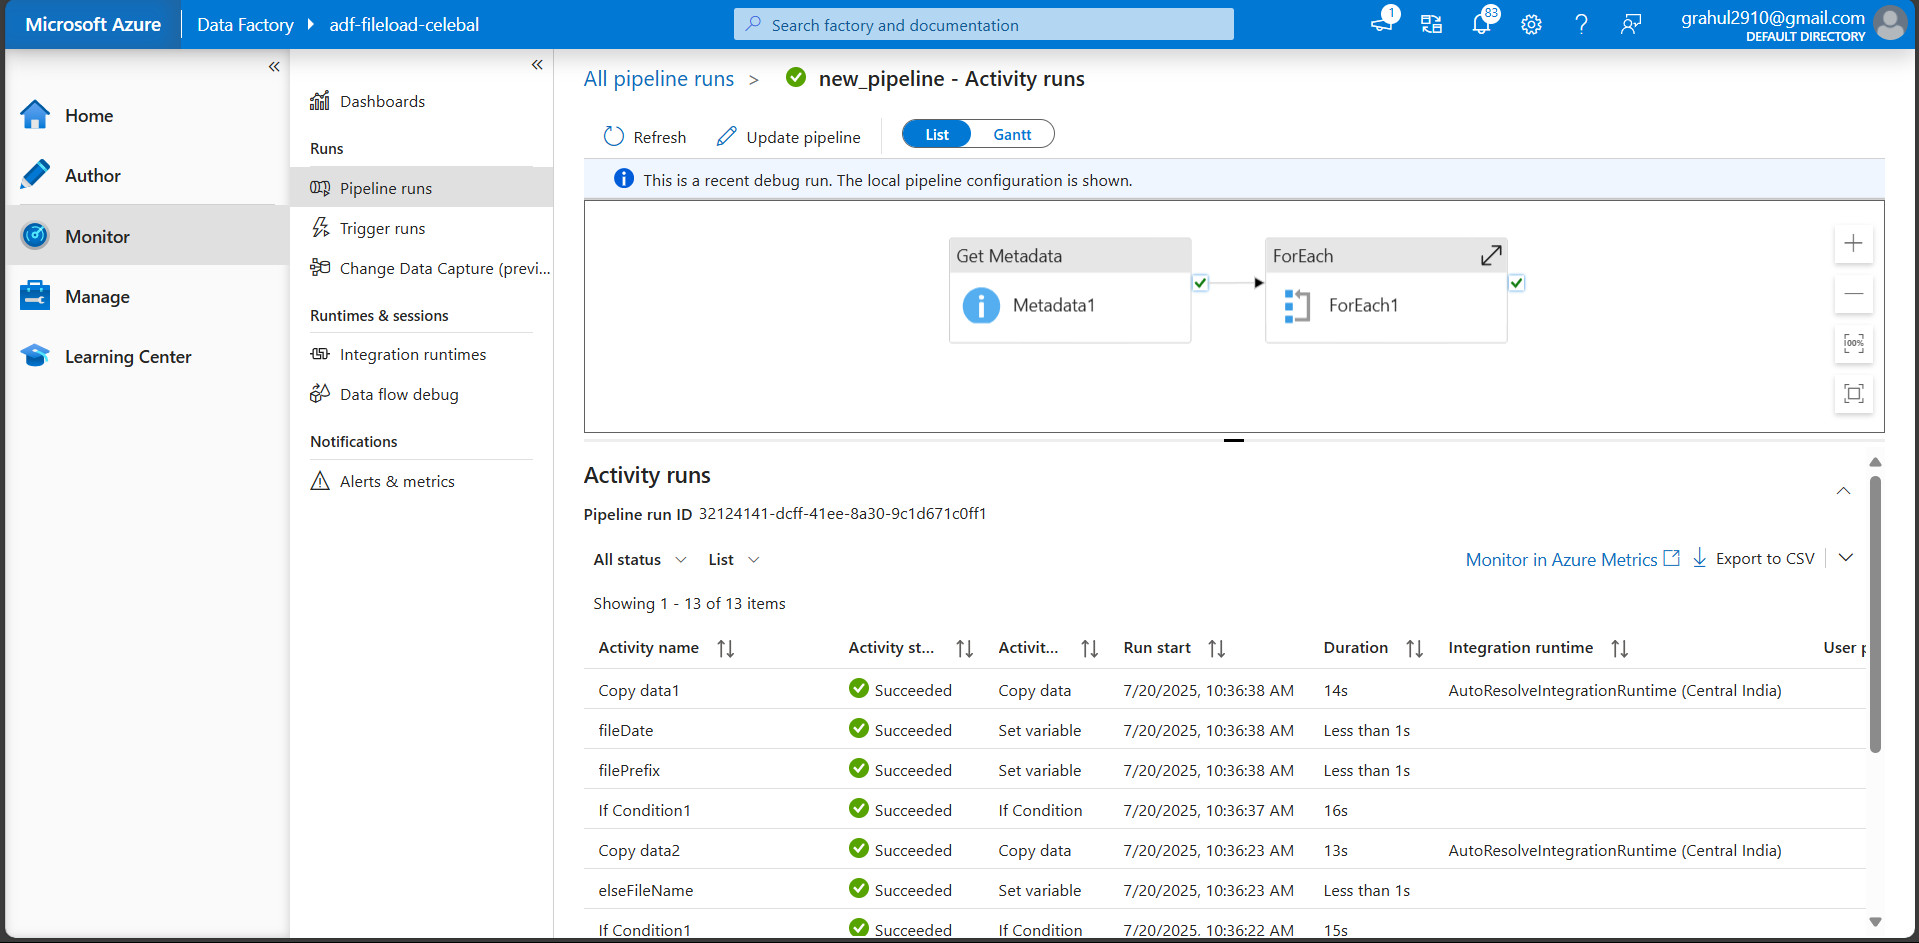 Microsoft Azure
Data Factory
adf-fileload-celebal
Search factory and documentation
1
83
grahul2910@gmail.com
DEFAULT DIRECTORY
Home
Author
Monitor
Manage
Learning Center
Dashboards
Runs
Pipeline runs
Trigger runs
Change Data Capture (previ...
Runtimes & sessions
Integration runtimes
Data flow debug
Notifications
Alerts & metrics
All pipeline runs > new_pipeline - Activity runs
Refresh
Update pipeline
List
Gantt
This is a recent debug run. The local pipeline configuration is shown.
Get Metadata
Metadata1
ForEach
ForEach1
100%
Activity runs
Pipeline run ID 32124141-dcff-41ee-8a30-9c1d671c0ff1
All status
List
Monitor in Azure Metrics
Export to CSV
Showing 1 - 13 of 13 items
Activity name Activity st... Activit... Run start Duration Integration runtime User p
Copy data1 Succeeded Copy data 7/20/2025, 10:36:38 AM 14s AutoResolveIntegrationRuntime (Central India)
fileDate Succeeded Set variable 7/20/2025, 10:36:38 AM Less than 1s
filePrefix Succeeded Set variable 7/20/2025, 10:36:38 AM Less than 1s
If Condition1 Succeeded If Condition 7/20/2025, 10:36:37 AM 16s
Copy data2 Succeeded Copy data 7/20/2025, 10:36:23 AM 13s AutoResolveIntegrationRuntime (Central India)
elseFileName Succeeded Set variable 7/20/2025, 10:36:23 AM Less than 1s
If Condition1 Succeeded If Condition 7/20/2025, 10:36:22 AM 15s